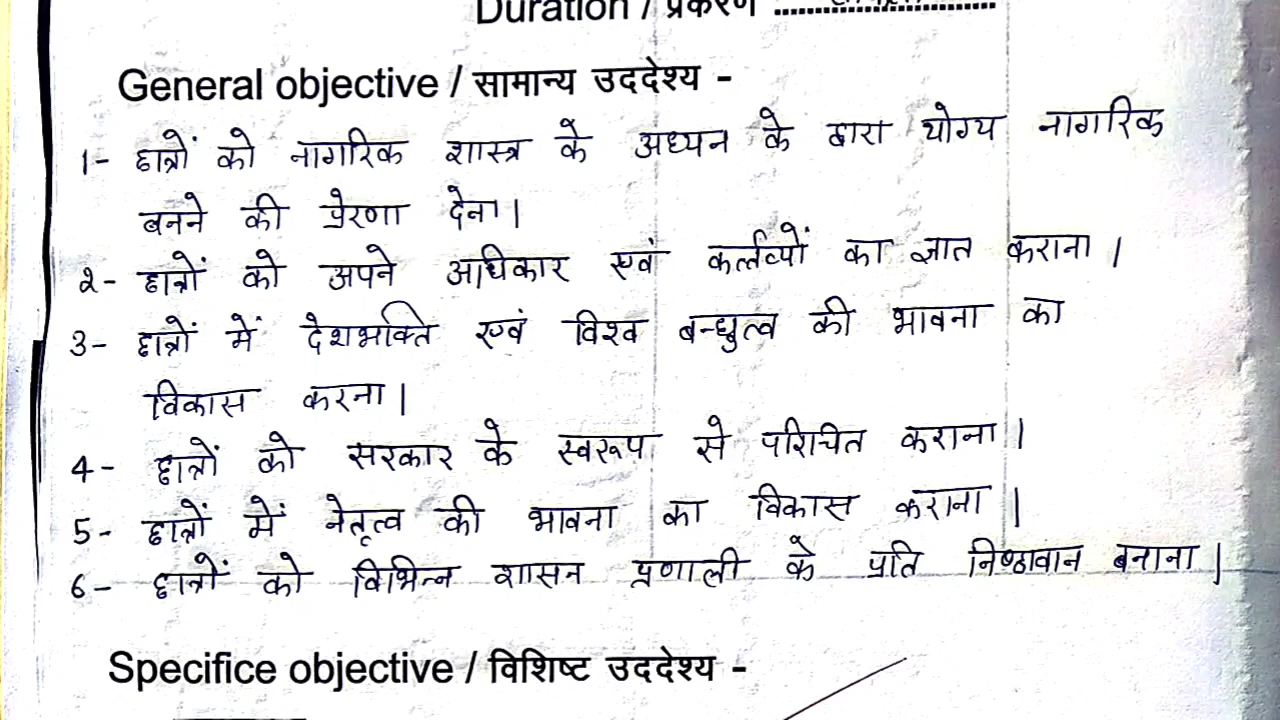 Duration / प्रकरण
General objective / सामान्य उददेश्य -
1- छात्रों को नागरिक शास्त्र के अध्यन के द्वारा योग्य नागरिक
बनने की प्रेरणा देना।
2- छात्रों को अपने अधिकार एवं कर्तव्यों का ज्ञात कराना।
3- छात्रों में देशभक्ति एवं विश्व बन्धुत्व की भावना का
विकास करना।
4- छात्रों को सरकार के स्वरूप से परिचित कराना।
5- छात्रों में नेतृत्व की भावना का विकास कराना।
6- छात्रों को विभिन्न शासन प्रणाली के प्रति निष्ठावान बनाना।
Specifice objective / विशिष्ट उददेश्य -